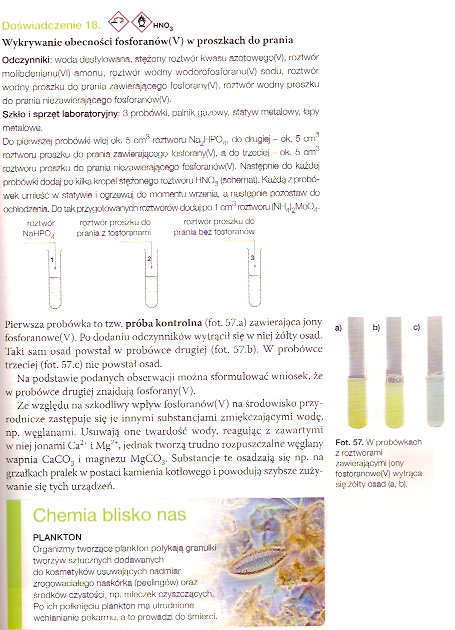 Doświadczenie 18. HNO3
Wykrywanie obecności fosforanów(V) w proszkach do prania
Odczynniki: woda destylowana, stężony roztwór kwasu azotowego(V), roztwór
molibdenianu(VI) amonu, roztwór wodny wodorofosforanu(V) sodu, roztwór
wodny proszku do prania zawierającego fosforany(V), roztwór wodny proszku
do prania niezawierającego fosforanów(V).
Szkło i sprzęt laboratoryjny: 3 probówki, palnik gazowy, statyw metalowy, łapy
metalowe.
Do pierwszej probówki wlej ok. 5 cm³ roztworu Na2HPO4, do drugiej – ok. 5 cm³
roztworu proszku do prania zawierającego fosforany(V), a do trzeciej – ok. 5 cm³
roztworu proszku do prania niezawierającego fosforanów(V). Następnie do każdej
probówki dodaj po kilka kropel stężonego roztworu HNO3 (schemat). Każdą z probó-
wek umieść w statywie i ogrzewaj do momentu wrzenia, a następnie pozostaw do
ochłodzenia. Do tak przygotowanych roztworów dodaj po 1 cm³ roztworu (NH4)2MoO4.
roztwór NaHPO4
roztwór proszku do prania z fosforanami
roztwór proszku do prania bez fosforanów
1 2 3
Pierwsza probówka to tzw. próba kontrolna (fot. 57.a) zawierająca jony
fosforanowe(V). Po dodaniu odczynników wytrącił się w niej żółty osad.
Taki sam osad powstał w probówce drugiej (fot. 57.b). W probówce
trzeciej (fot. 57.c) nie powstał osad.
Na podstawie podanych obserwacji można sformułować wniosek, że
w probówce drugiej znajdują fosforany(V).
Ze względu na szkodliwy wpływ fosforanów(V) na środowisko przy-
rodnicze zastępuje się je innymi substancjami zmiękczającymi wodę,
np. węglanami. Usuwają one twardość wody, reagując z zawartymi
w niej jonami Ca²⁺ i Mg²⁺, jednak tworzą trudno rozpuszczalne węglany
wapnia CaCO3 i magnezu MgCO3. Substancje te osadzają się np. na
grzałkach pralek w postaci kamienia kotłowego i powodują szybsze zuży-
wanie się tych urządzeń.
a) b) c)
Fot. 57. W probówkach
z roztworami
zawierającymi jony
fosforanowe(V) wytrąca
się żółty osad (a, b).
Chemia blisko nas
PLANKTON
Organizmy tworzące plankton połykają granulki
tworzyw sztucznych dodawanych
do kosmetyków usuwających nadmiar
zrogowaciałego naskórka (peelingów) oraz
środków czystości, np. mleczek czyszczących.
Po ich połknięciu plankton ma utrudnione
wchłanianie pokarmu, a to prowadzi do śmierci.